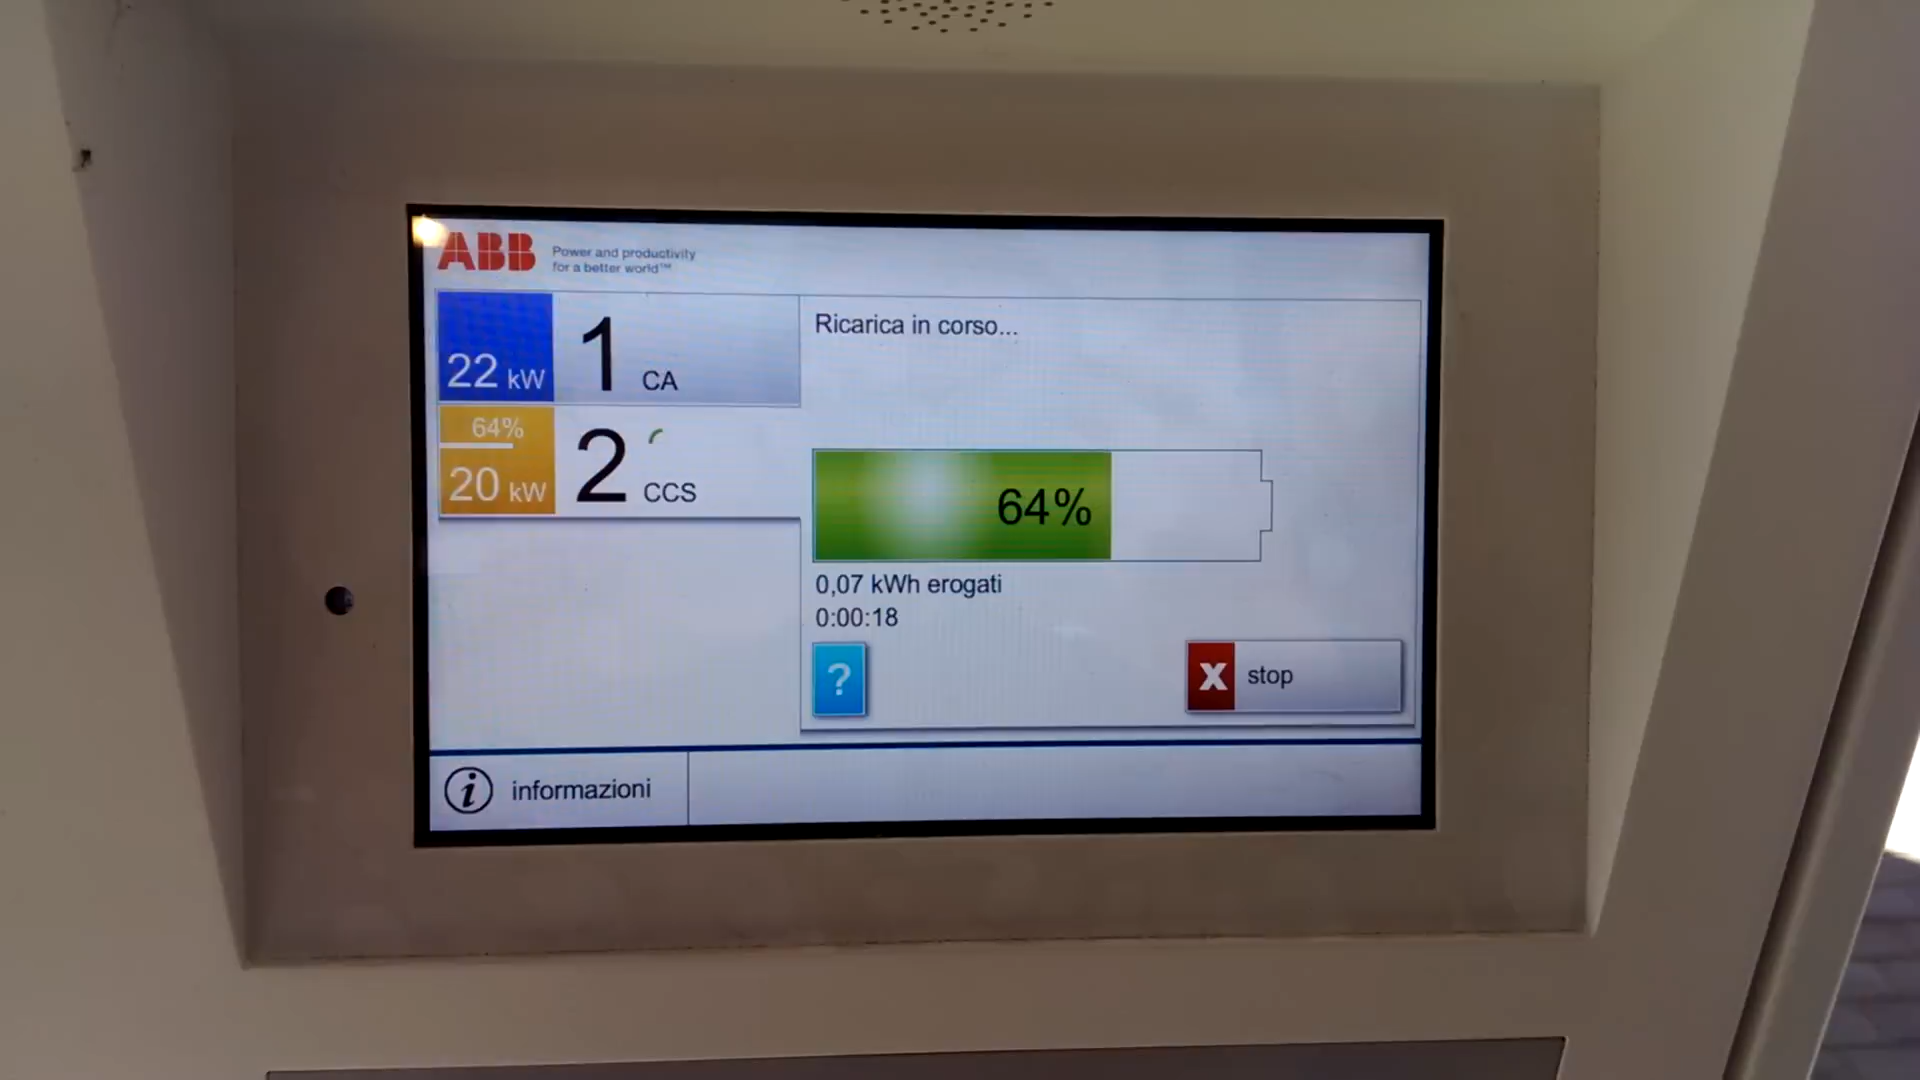 ABB
Power and productivity
for a better world™
22 kW
1 CA
64%
20 kW
2 CCS
Ricarica in corso...
64%
0,07 kWh erogati
0:00:18
?
X stop
i informazioni